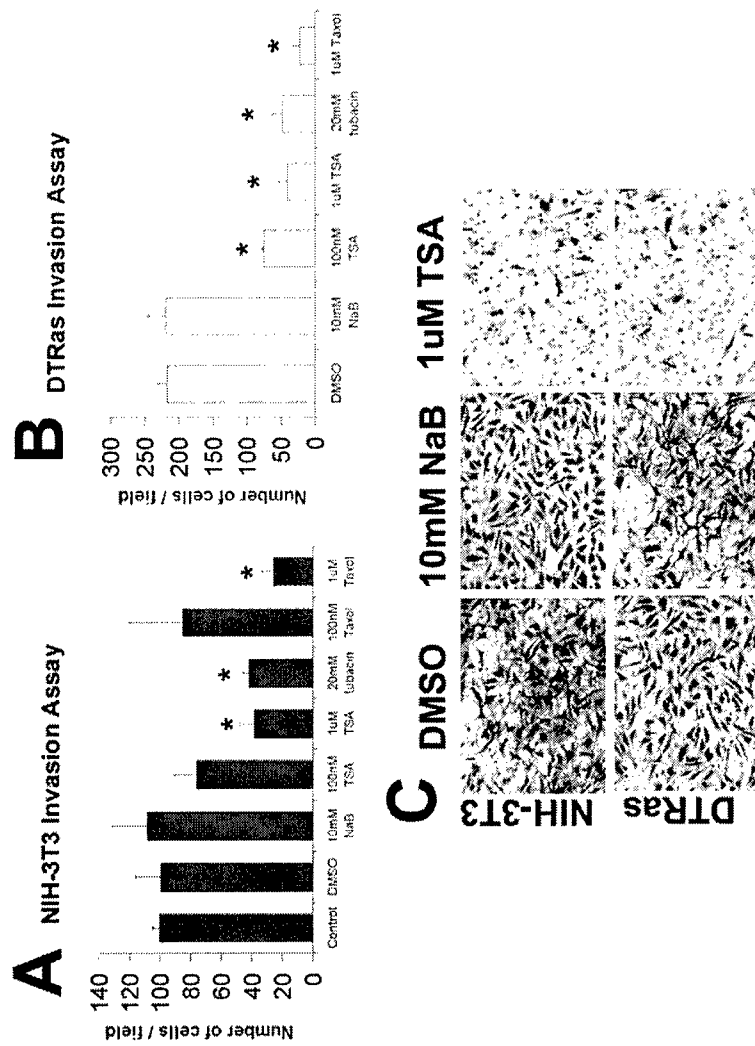 A NIH-3T3 Invasion Assay
Number of cells / field
140
120
100
80
60
40
20
0
Control
DMSO
10mM NaB
100nM TSA
1uM TSA
20mM tubacin
100nM Taxol
1uM Taxol
*
*
*
B DTRas Invasion Assay
Number of cells / field
300
250
200
150
100
50
0
DMSO
10mM NaB
100nM TSA
1uM TSA
20mM tubacin
1uM Taxol
*
*
*
*
C DMSO 10mM NaB 1uM TSA
NIH-3T3
DTRas